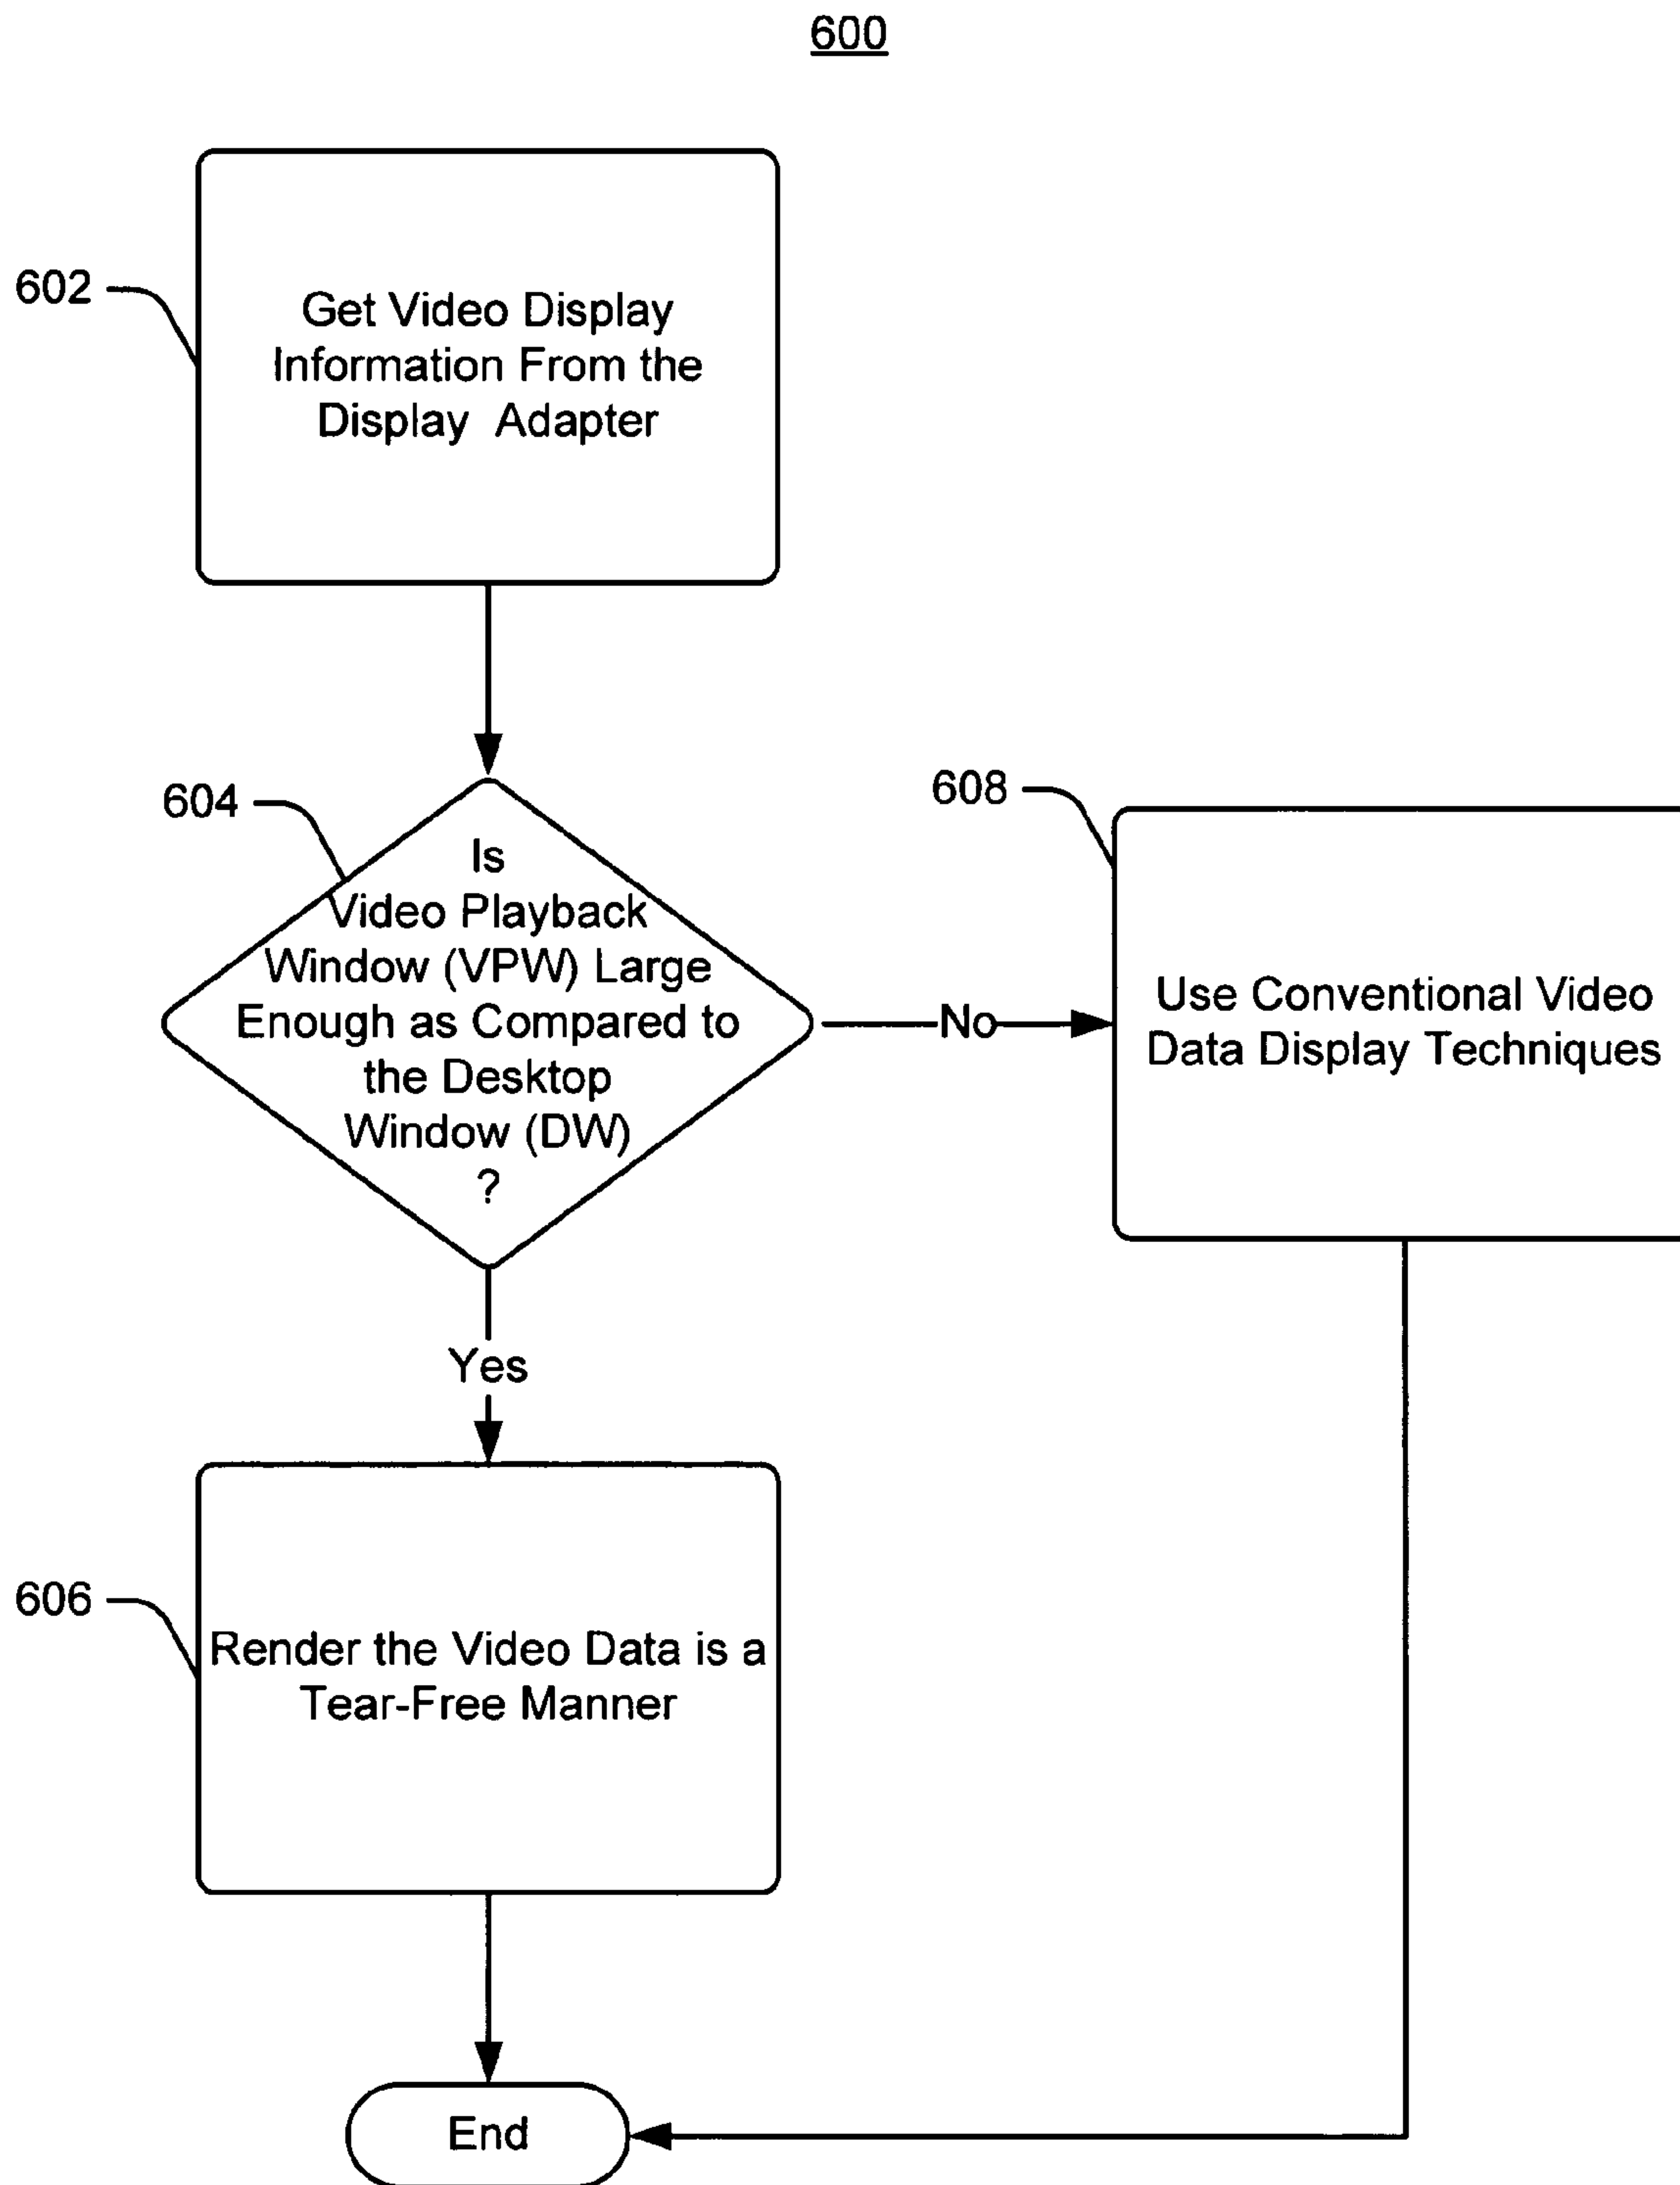 600
602
Get Video Display
Information From the
Display Adapter
604
Is
Video Playback
Window (VPW) Large
Enough as Compared to
the Desktop
Window (DW)
?
No
608
Use Conventional Video
Data Display Techniques
Yes
606
Render the Video Data is a
Tear-Free Manner
End